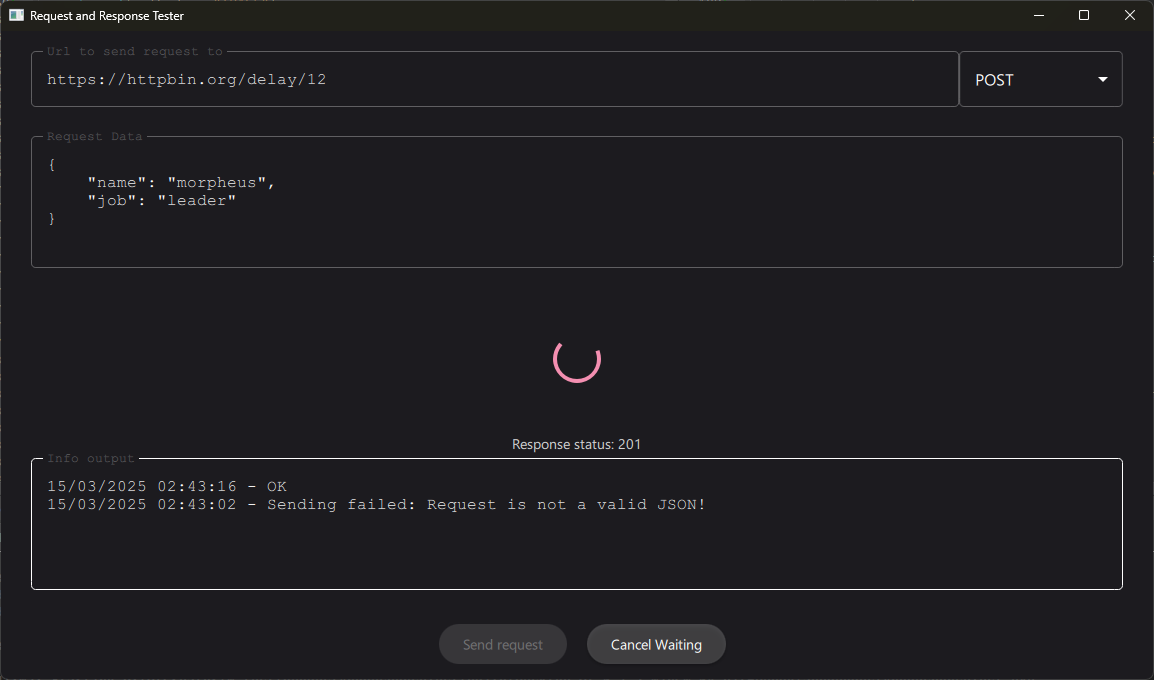 Request and Response Tester
Url to send request to
https://httpbin.org/delay/12
POST
Request Data
{
    "name": "morpheus",
    "job": "leader"
}
Response status: 201
Info output
15/03/2025 02:43:16 - OK
15/03/2025 02:43:02 - Sending failed: Request is not a valid JSON!
Send request
Cancel Waiting